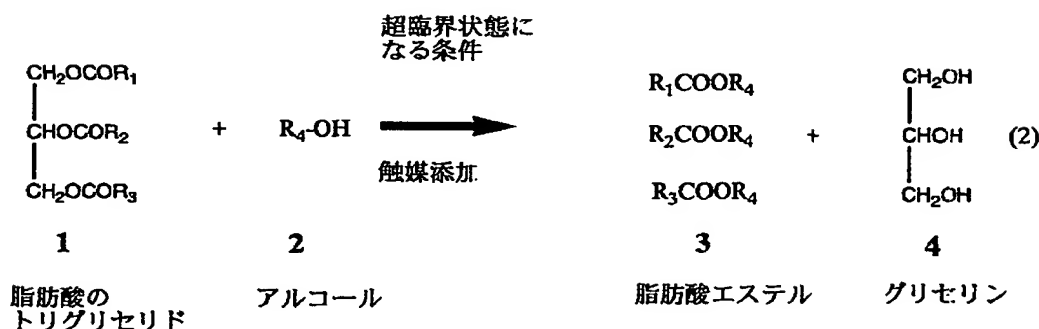 超臨界状態に
なる条件
CH₂OCOR₁
CHOCOR₂
CH₂OCOR₃
+
R₄-OH
触媒添加
R₁COOR₄
R₂COOR₄
R₃COOR₄
+
CH₂OH
CHOH
CH₂OH
(2)
1
2
3
4
脂肪酸の
トリグリセリド
アルコール
脂肪酸エステル
グリセリン